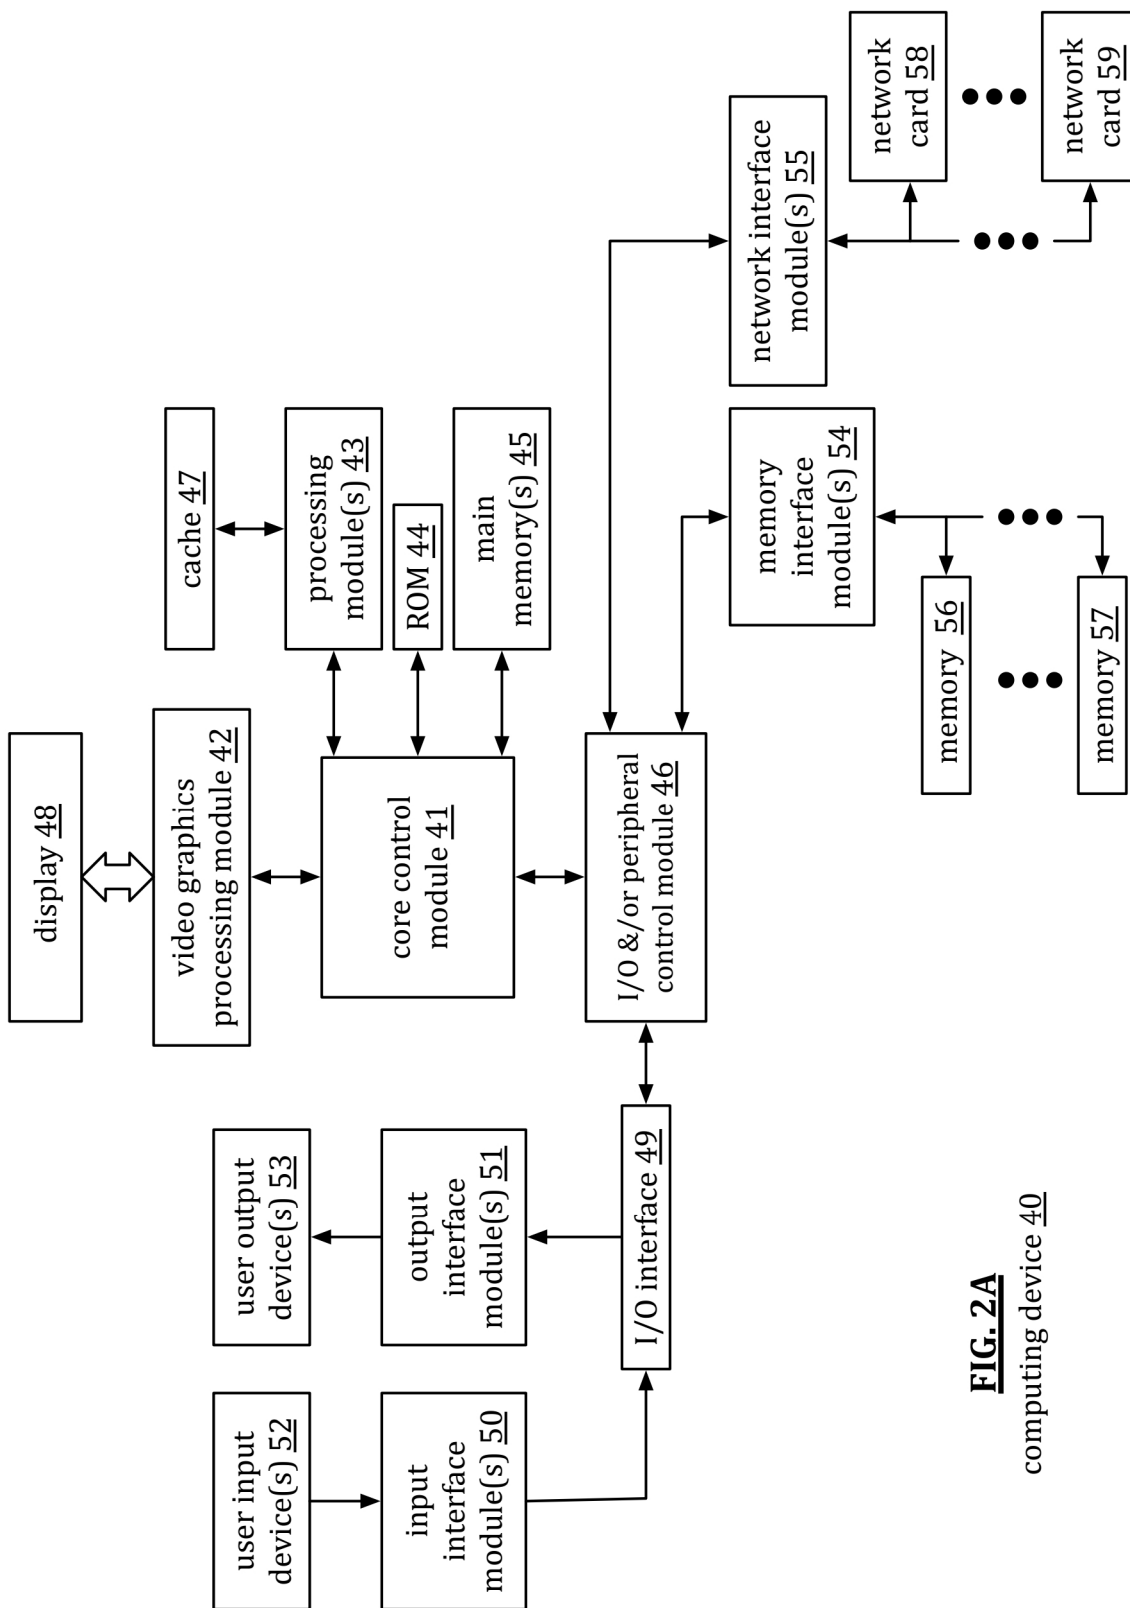 display 48
video graphics
processing module 42
core control
module 41
cache 47
processing
module(s) 43
ROM 44
main
memory(s) 45
user input
device(s) 52
user output
device(s) 53
input
interface
module(s) 50
output
interface
module(s) 51
I/O interface 49
I/O &/or peripheral
control module 46
memory
interface
module(s) 54
network interface
module(s) 55
memory 56
memory 57
network
card 58
network
card 59
FIG. 2A
computing device 40